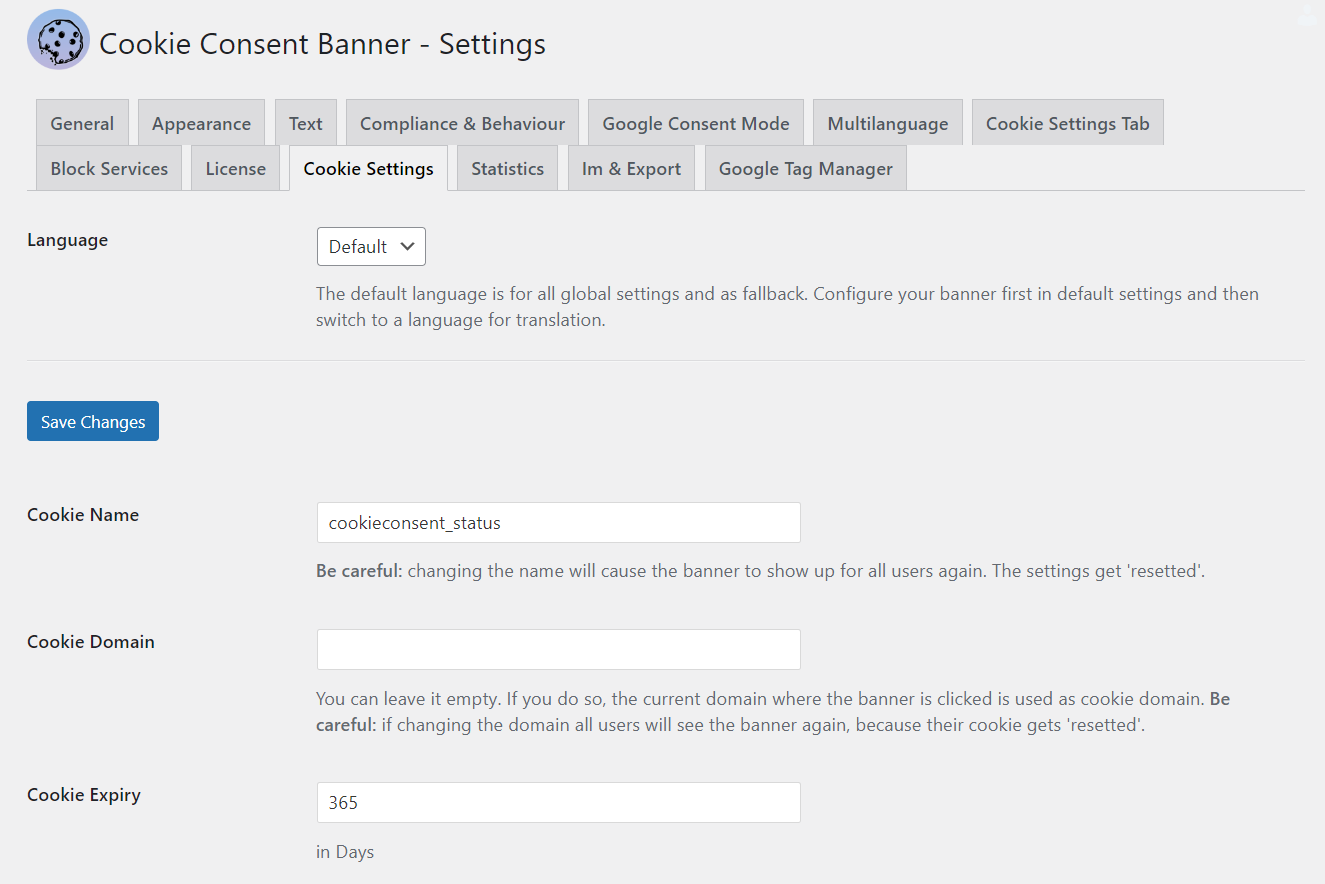 Cookie Consent Banner - Settings
General Appearance Text Compliance & Behaviour Google Consent Mode Multilanguage Cookie Settings Tab
Block Services License Cookie Settings Statistics Im & Export Google Tag Manager
Language
Default
The default language is for all global settings and as fallback. Configure your banner first in default settings and then
switch to a language for translation.
Save Changes
Cookie Name
cookieconsent_status
Be careful: changing the name will cause the banner to show up for all users again. The settings get 'resetted'.
Cookie Domain
You can leave it empty. If you do so, the current domain where the banner is clicked is used as cookie domain. Be
careful: if changing the domain all users will see the banner again, because their cookie gets 'resetted'.
Cookie Expiry
365
in Days